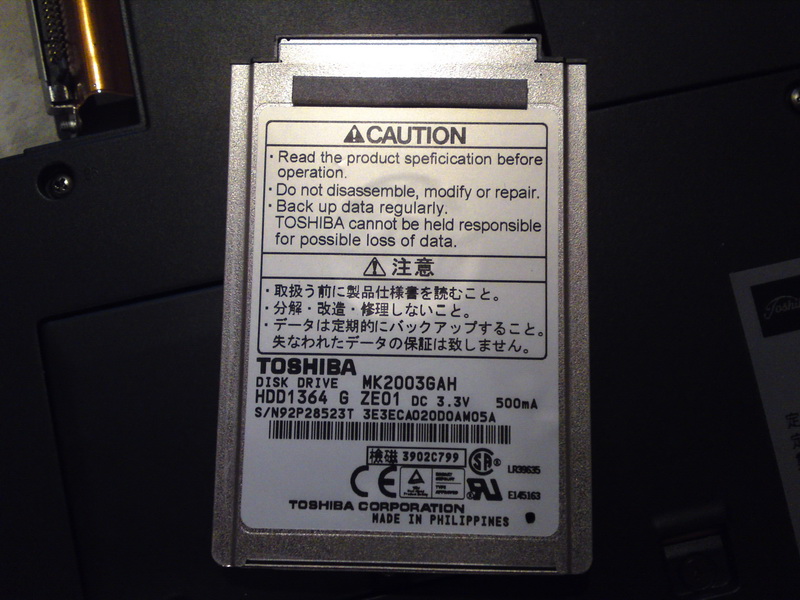 ⚠CAUTION
・Read the product speficication before
operation.
・Do not disassemble, modify or repair.
・Back up data regularly.
TOSHIBA cannot be held responsible
for possible loss of data.
⚠注意
・取扱う前に製品仕様書を読むこと。
・分解・改造・修理しないこと。
・データは定期的にバックアップすること。
失なわれたデータの保証は致しません。
TOSHIBA
DISK DRIVE MK2003GAH
HDD1364 G ZE01 DC 3.3V 500mA
S/N92P28523T 3E3ECA020D0AM05A
檢磁 3902C799
LR39635
E145163
TOSHIBA CORPORATION
MADE IN PHILIPPINES